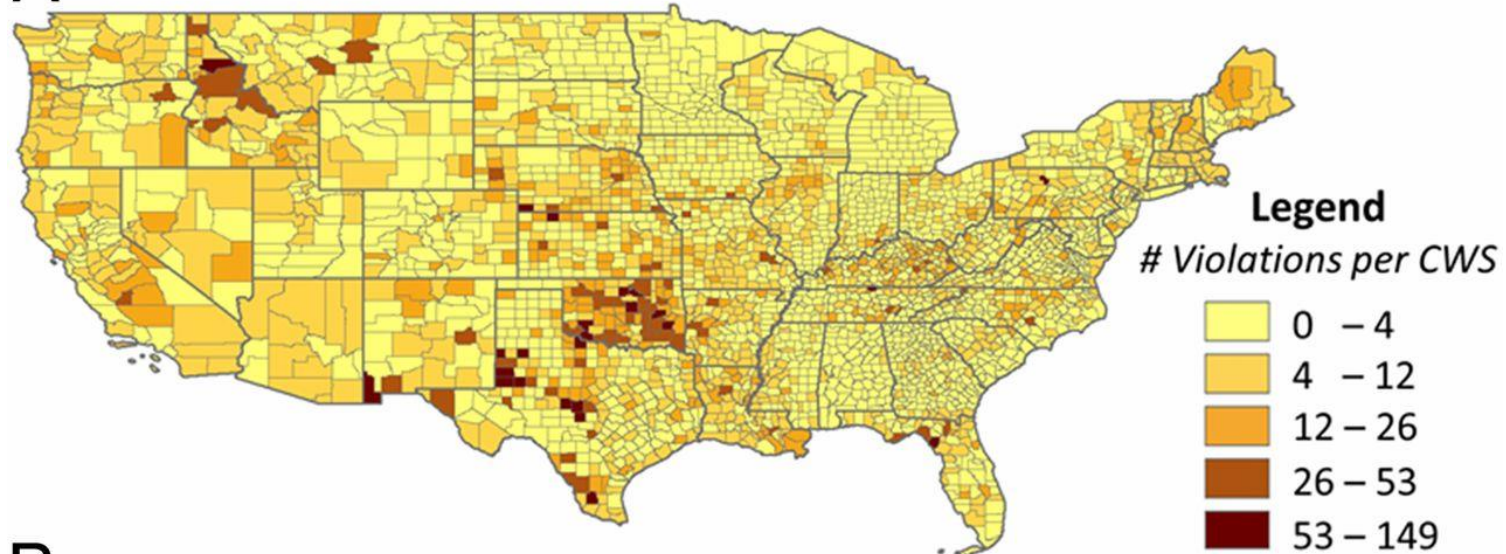 Legend
# Violations per CWS
0 – 4
4 – 12
12 – 26
26 – 53
53 – 149